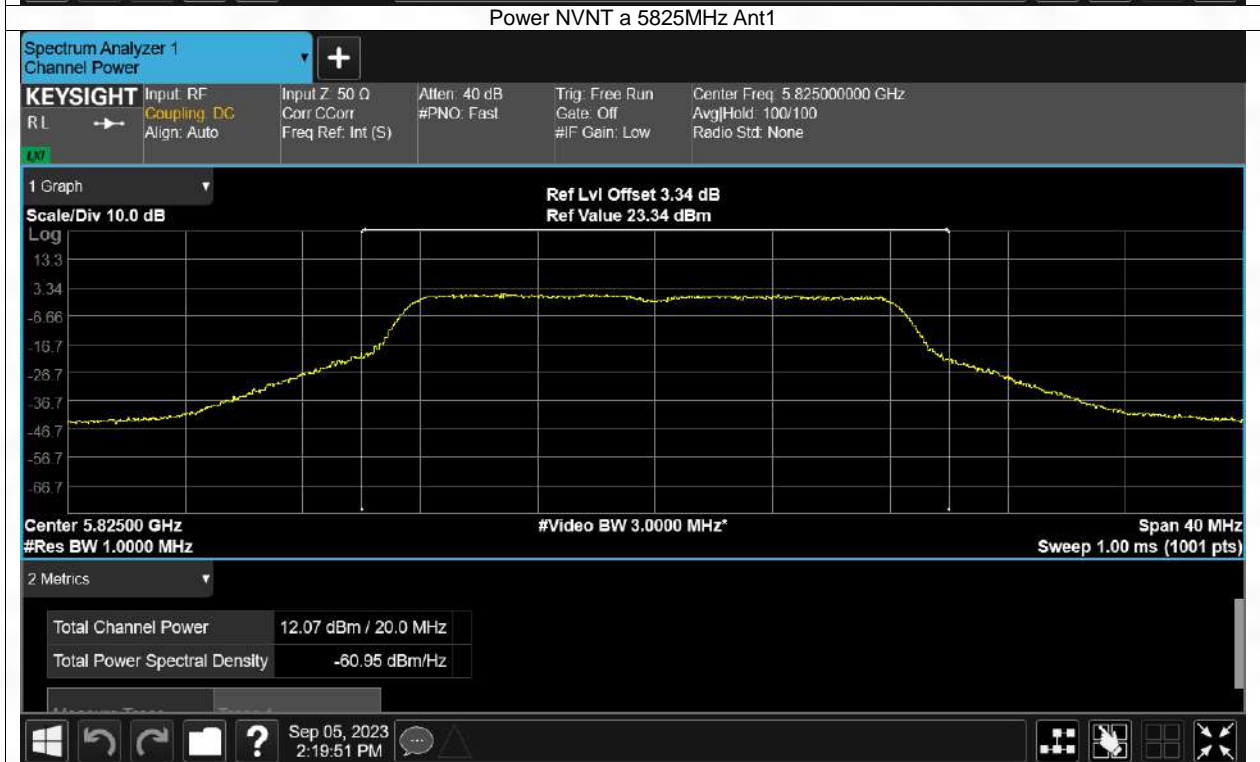 Power NVNT a 5825MHz Ant1
Spectrum Analyzer 1
Channel Power
+
KEYSIGHT
RL
LXI
Input: RF
Coupling: DC
Align: Auto
Input Z: 50 Ω
Corr CCorr
Freq Ref: Int (S)
Atten: 40 dB
#PNO: Fast
Trig: Free Run
Gate: Off
#IF Gain: Low
Center Freq: 5.825000000 GHz
Avg|Hold: 100/100
Radio Std: None
1 Graph
Scale/Div 10.0 dB
Ref Lvl Offset 3.34 dB
Ref Value 23.34 dBm
Log
13.3
3.34
-6.66
-16.7
-26.7
-36.7
-46.7
-56.7
-66.7
Center 5.82500 GHz
#Video BW 3.0000 MHz*
Span 40 MHz
#Res BW 1.0000 MHz
Sweep 1.00 ms (1001 pts)
2 Metrics
Total Channel Power 12.07 dBm / 20.0 MHz
Total Power Spectral Density -60.95 dBm/Hz
?
Sep 05, 2023
2:19:51 PM